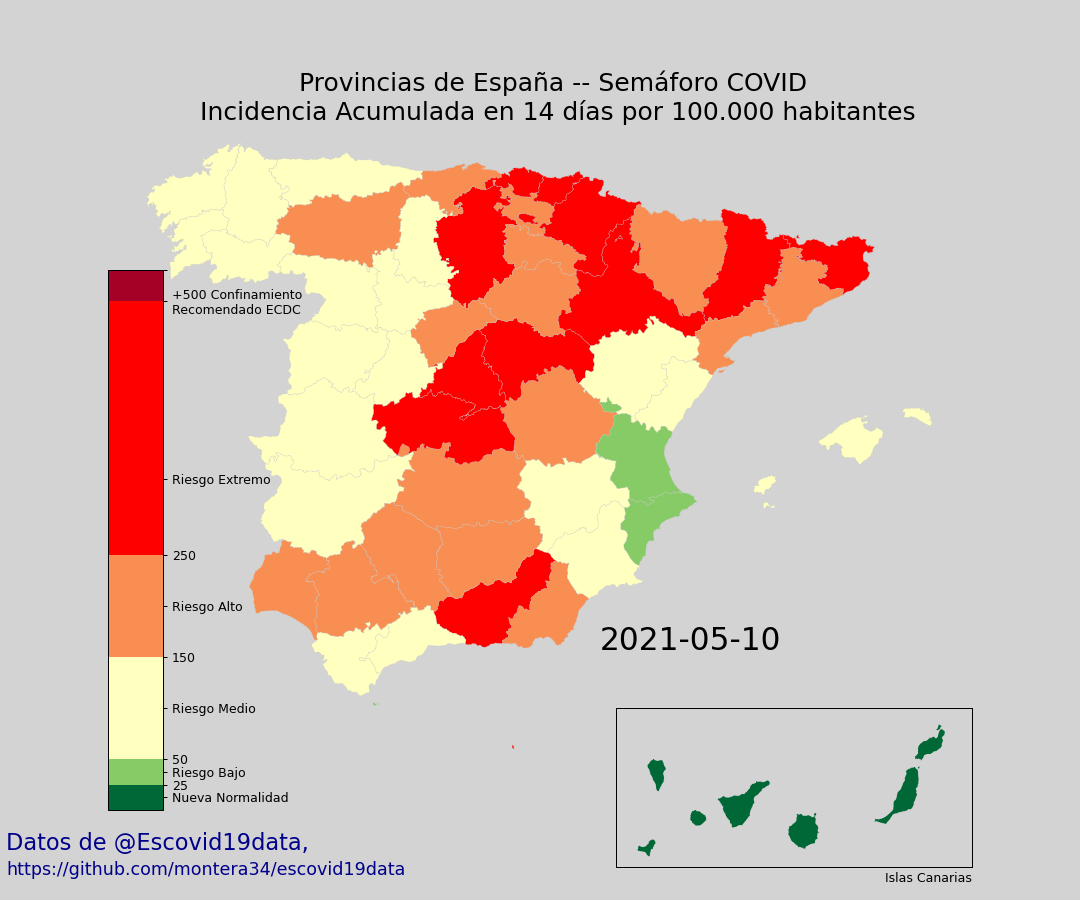 Provincias de España -- Semáforo COVID
Incidencia Acumulada en 14 días por 100.000 habitantes
+500 Confinamiento
Recomendado ECDC
Riesgo Extremo
250
Riesgo Alto
150
Riesgo Medio
50
Riesgo Bajo
25
Nueva Normalidad
2021-05-10
Islas Canarias
Datos de @Escovid19data,
https://github.com/montera34/escovid19data